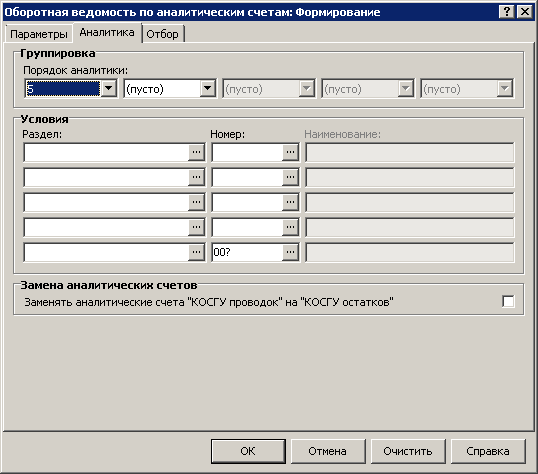 Оборотная ведомость по аналитическим счетам: Формирование
Параметры Аналитика Отбор
Группировка
Порядок аналитики:
5 (пусто) (пусто) (пусто) (пусто)
Условия
Раздел: Номер: Наименование:
00?
Замена аналитических счетов
Заменять аналитические счета "КОСГУ проводок" на "КОСГУ остатков"
ОК Отмена Очистить Справка